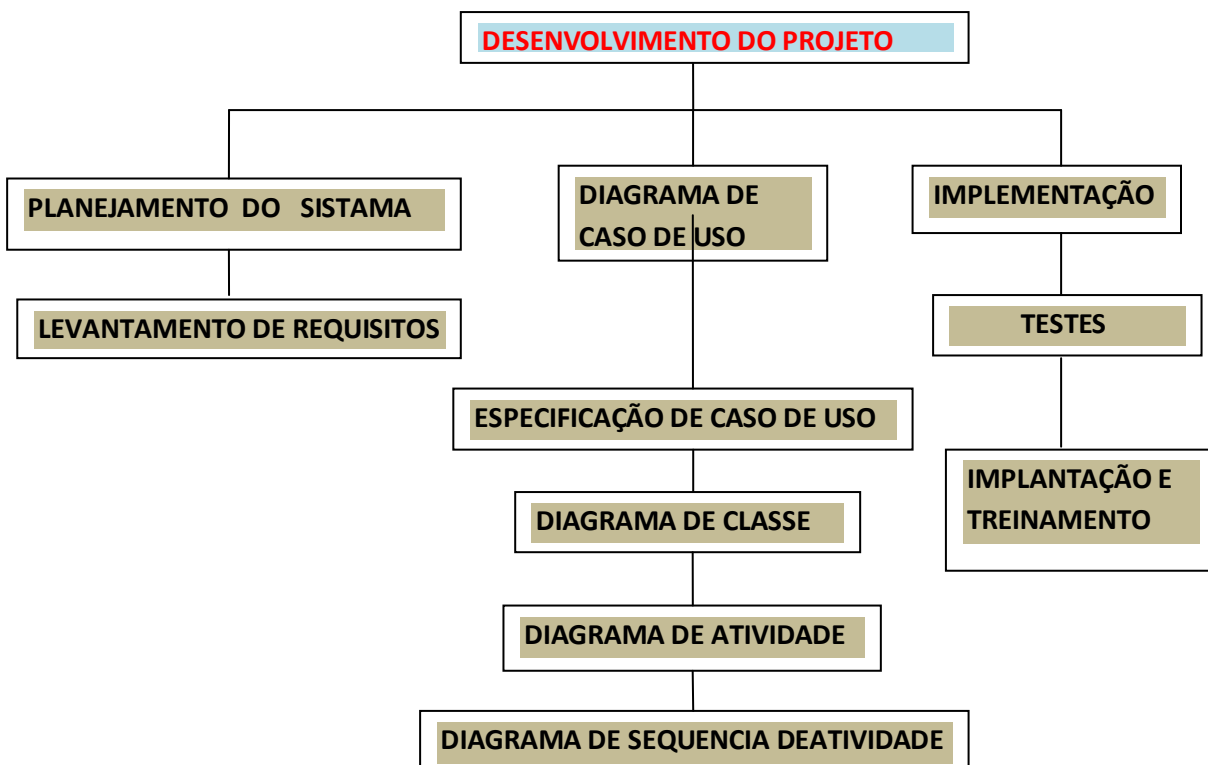 DESENVOLVIMENTO DO PROJETO
PLANEJAMENTO DO SISTAMA
DIAGRAMA DE
CASO DE USO
IMPLEMENTAÇÃO
LEVANTAMENTO DE REQUISITOS
TESTES
ESPECIFICAÇÃO DE CASO DE USO
IMPLANTAÇÃO E
TREINAMENTO
DIAGRAMA DE CLASSE
DIAGRAMA DE ATIVIDADE
DIAGRAMA DE SEQUENCIA DEATIVIDADE